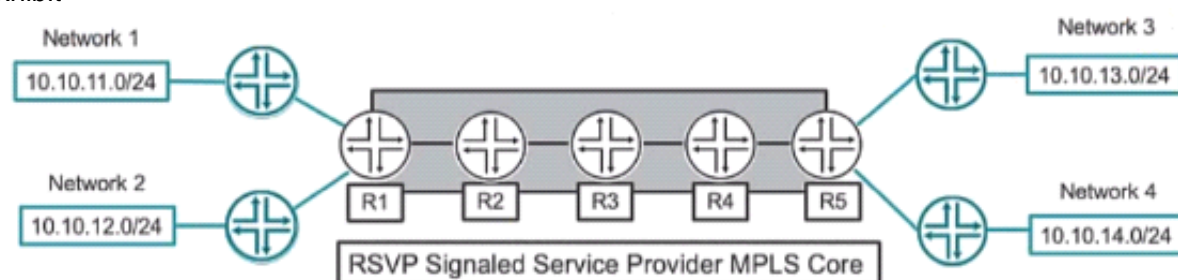 Network 1
10.10.11.0/24
Network 2
10.10.12.0/24
R1
R2
R3
R4
R5
Network 3
10.10.13.0/24
Network 4
10.10.14.0/24
RSVP Signaled Service Provider MPLS Core